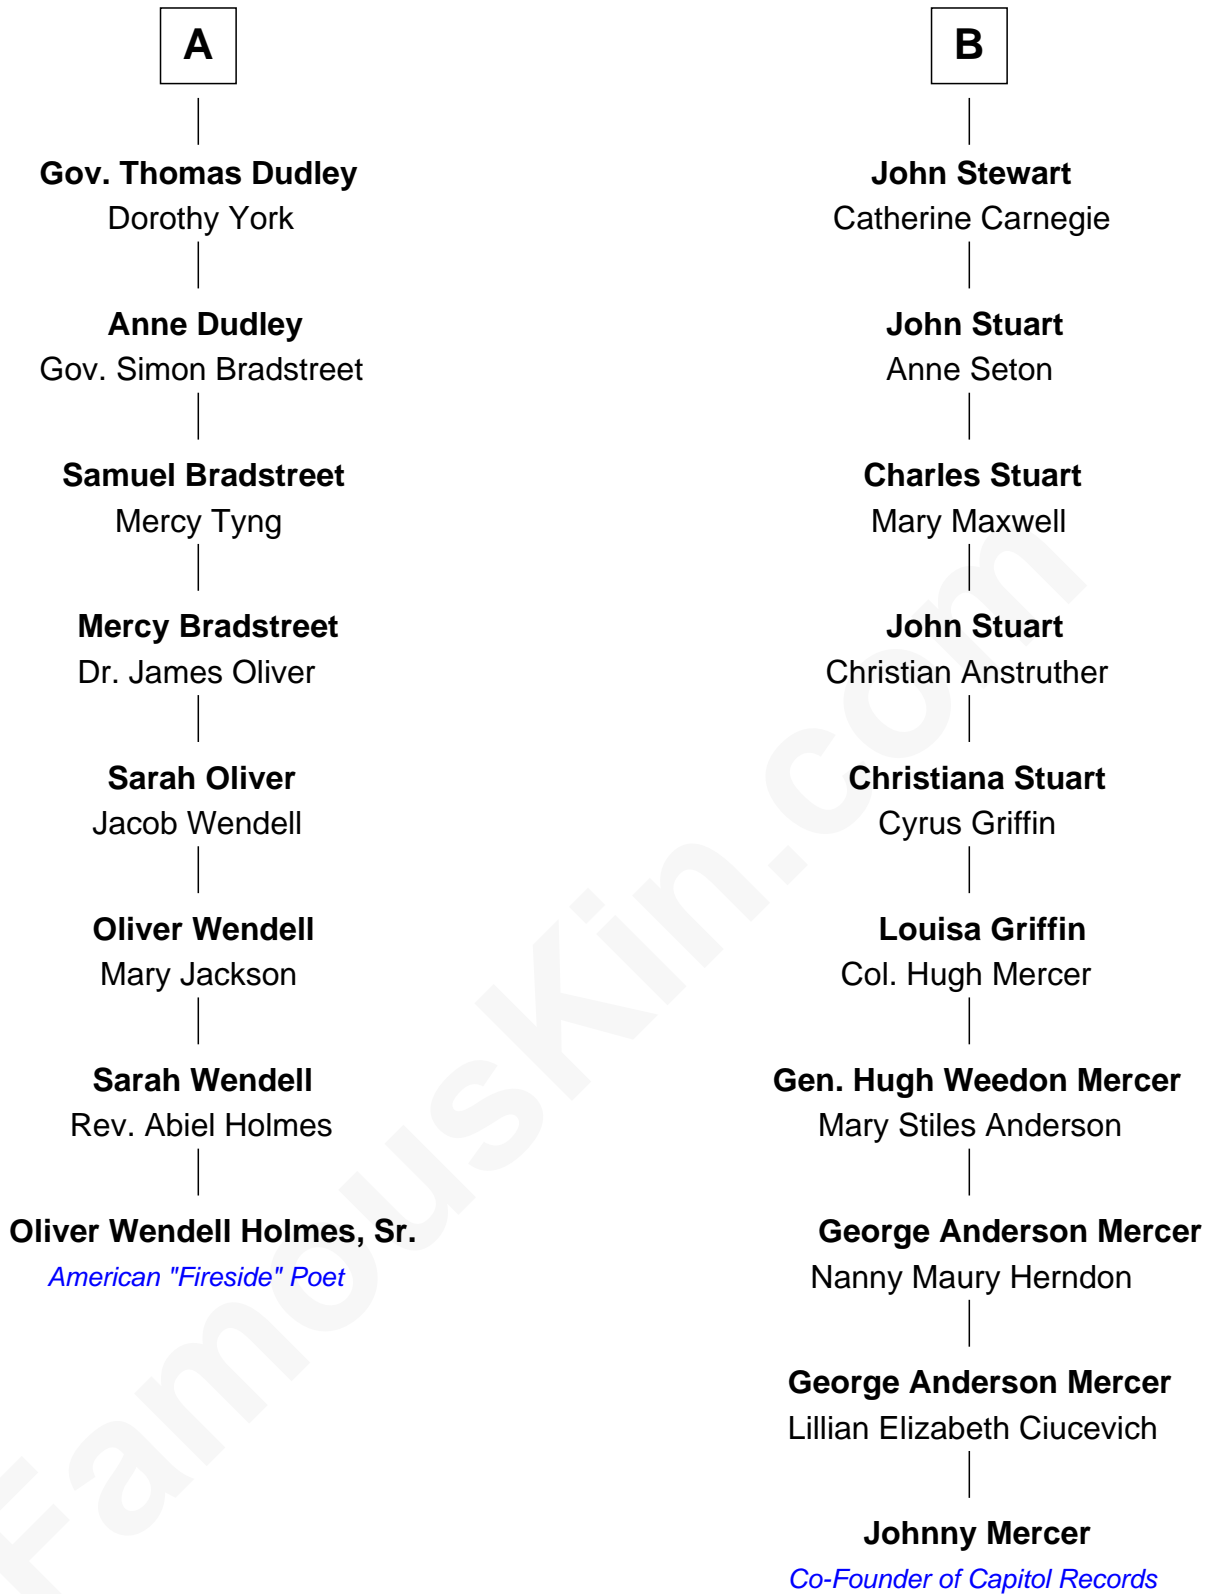 A
Gov. Thomas Dudley
Dorothy York
Anne Dudley
Gov. Simon Bradstreet
Samuel Bradstreet
Mercy Tyng
Mercy Bradstreet
Dr. James Oliver
Sarah Oliver
Jacob Wendell
Oliver Wendell
Mary Jackson
Sarah Wendell
Rev. Abiel Holmes
Oliver Wendell Holmes, Sr.
American "Fireside" Poet
B
John Stewart
Catherine Carnegie
John Stuart
Anne Seton
Charles Stuart
Mary Maxwell
John Stuart
Christian Anstruther
Christiana Stuart
Cyrus Griffin
Louisa Griffin
Col. Hugh Mercer
Gen. Hugh Weedon Mercer
Mary Stiles Anderson
George Anderson Mercer
Nanny Maury Herndon
George Anderson Mercer
Lillian Elizabeth Ciucevich
Johnny Mercer
Co-Founder of Capitol Records
FamousKin.com